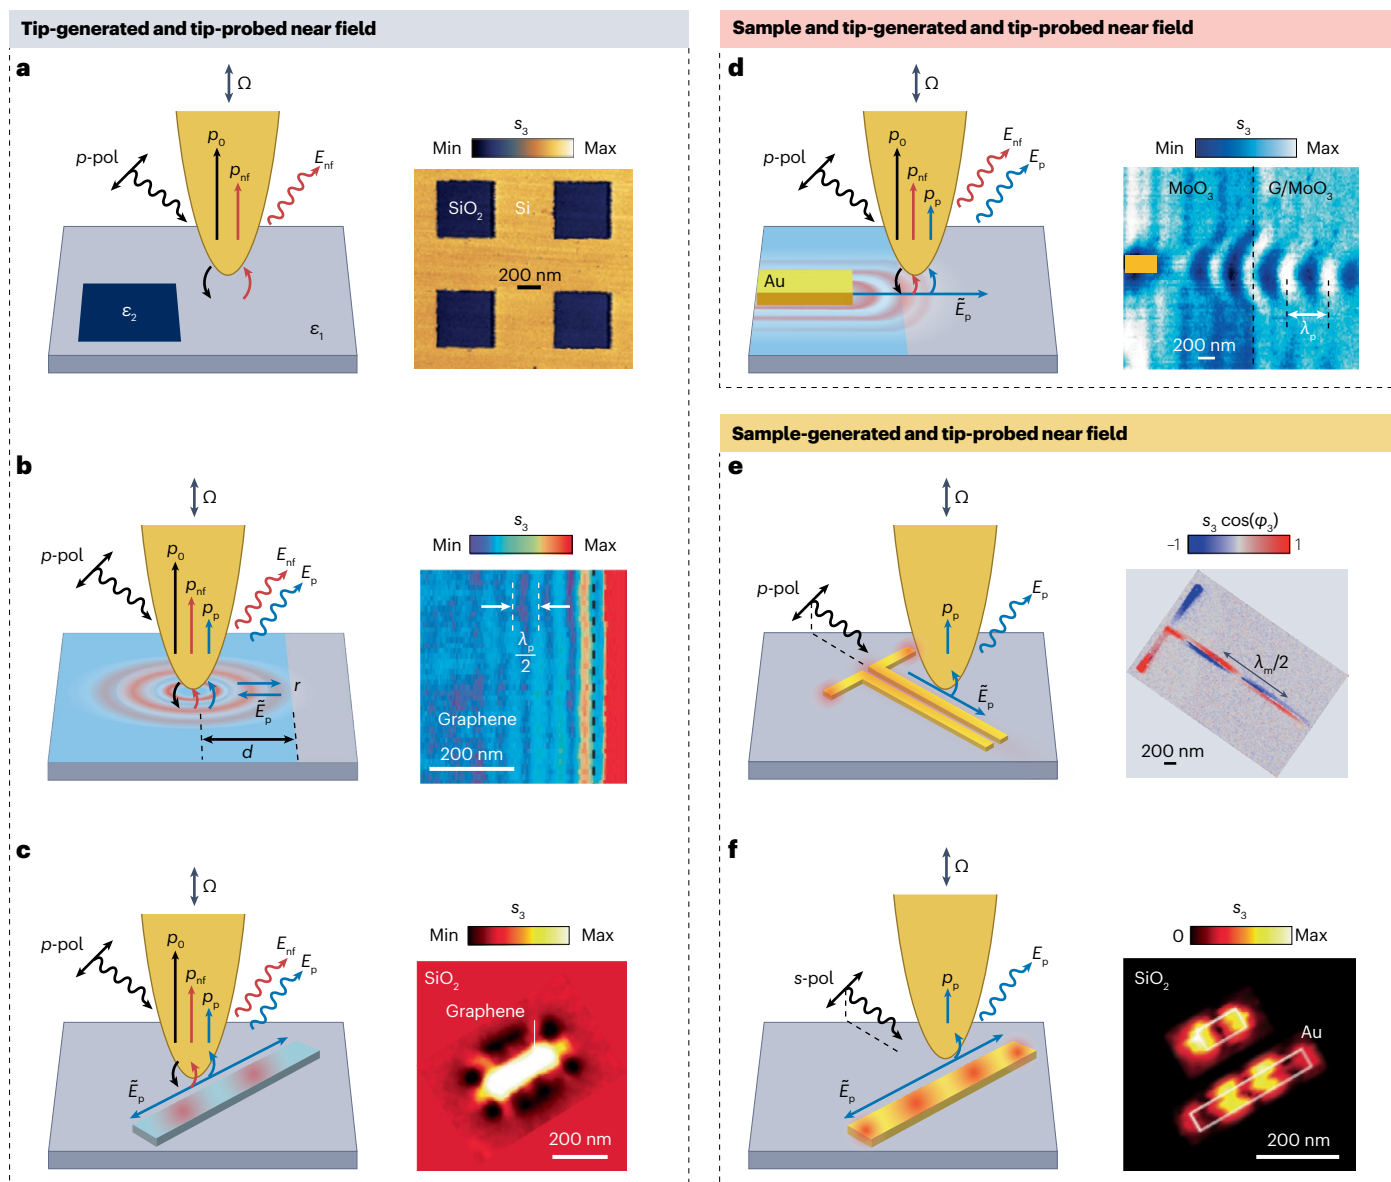 Tip-generated and tip-probed near field
a
Ω
p-pol
p₀
pₙf
Eₙf
ε₂
ε₁
s₃
Min Max
SiO₂ Si
200 nm
b
Ω
p-pol
p₀
pₙf
pₚ
Eₙf
Eₚ
r
Ẽₚ
d
s₃
Min Max
λₚ
2
Graphene
200 nm
c
Ω
p-pol
p₀
pₙf
pₚ
Eₙf
Eₚ
Ẽₚ
s₃
Min Max
SiO₂
Graphene
200 nm
Sample and tip-generated and tip-probed near field
d
Ω
p-pol
p₀
pₙf
pₚ
Eₙf
Eₚ
Au
Ẽₚ
s₃
Min Max
MoO₃ G/MoO₃
λₚ
200 nm
Sample-generated and tip-probed near field
e
Ω
p-pol
pₚ
Eₚ
Ẽₚ
s₃ cos(φ₃)
–1 1
λₘ/2
200 nm
f
Ω
s-pol
pₚ
Eₚ
Ẽₚ
s₃
0 Max
SiO₂
Au
200 nm